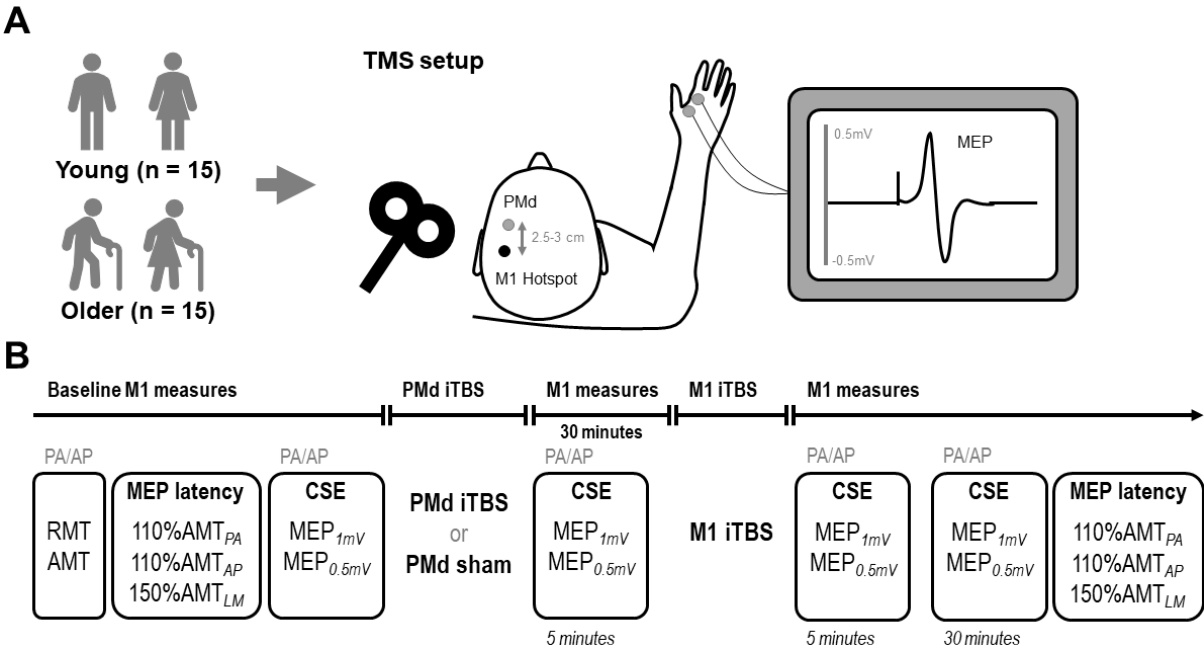 A
TMS setup
Young (n = 15)
Older (n = 15)
PMd
2.5-3 cm
M1 Hotspot
0.5mV
MEP
-0.5mV
B
Baseline M1 measures
PMd iTBS
M1 measures
M1 iTBS
M1 measures
30 minutes
PA/AP
RMT
AMT
MEP latency
110%AMTPA
110%AMTAP
150%AMTLM
PA/AP
CSE
MEP1mV
MEP0.5mV
PMd iTBS
or
PMd sham
PA/AP
CSE
MEP1mV
MEP0.5mV
5 minutes
M1 iTBS
PA/AP
CSE
MEP1mV
MEP0.5mV
5 minutes
PA/AP
CSE
MEP1mV
MEP0.5mV
30 minutes
MEP latency
110%AMTPA
110%AMTAP
150%AMTLM